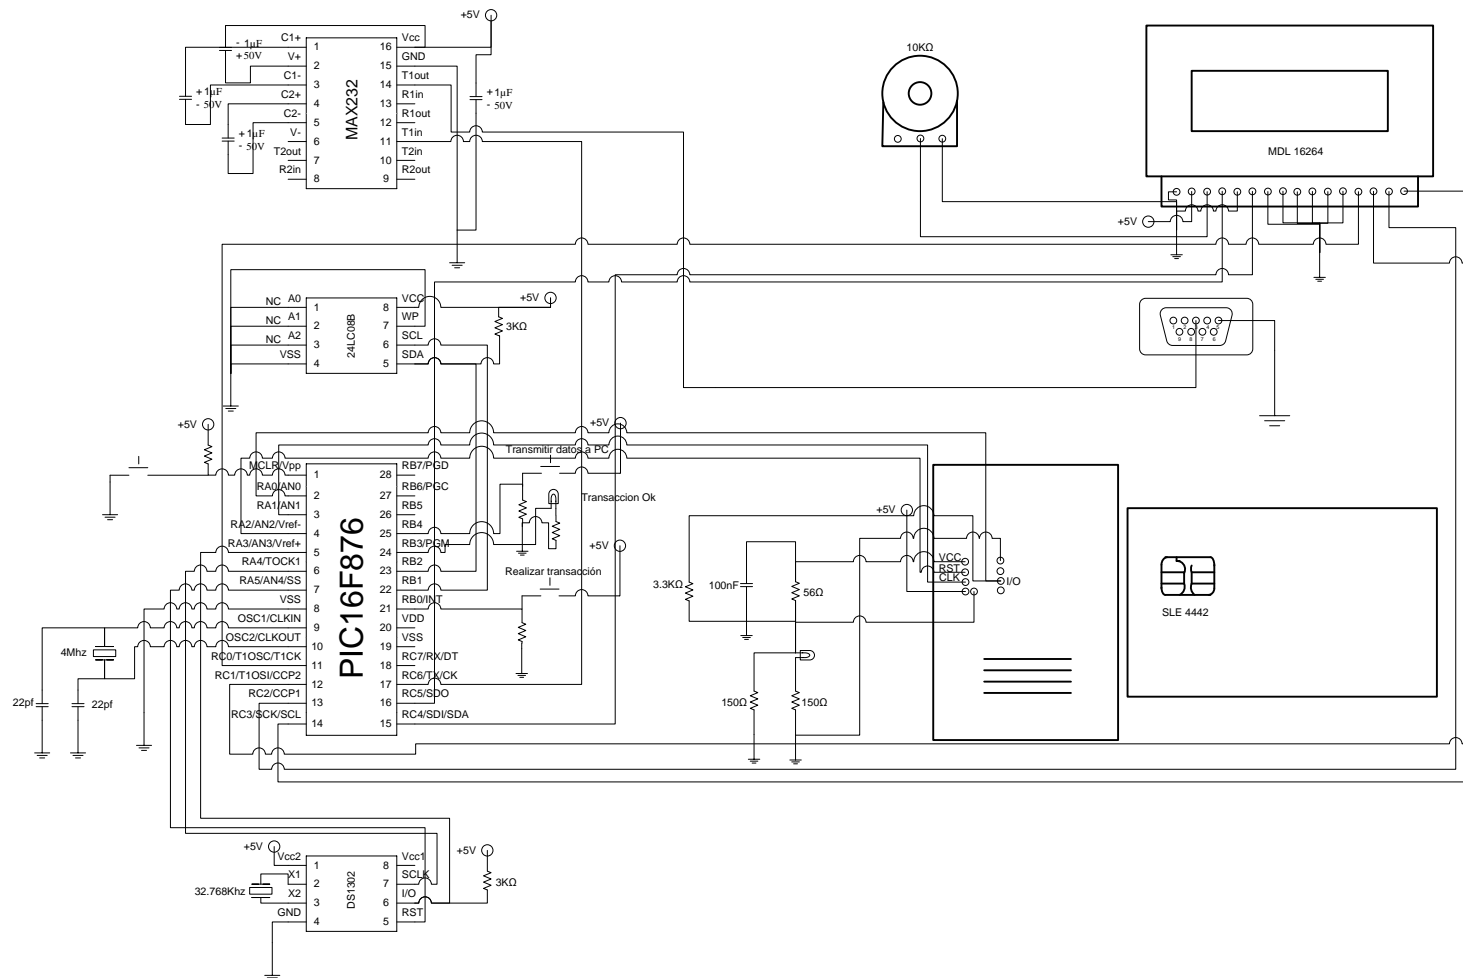 +5V
C1+
- 1µF
+50V
1
16
Vcc
V+
2
15
GND
C1-
+ 1µF
- 50V
3
14
T1out
C2+
4
13
R1in
C2-
5
12
R1out
+ 1µF
- 50V
V-
6
11
T1in
T2out
7
10
T2in
R2in
8
9
R2out
MAX232
+ 1µF
- 50V
10KΩ
MDL 16264
+5V
NC
A0
1
8
VCC
NC
A1
2
7
WP
NC
A2
3
6
SCL
VSS
4
5
SDA
24LC08B
+5V
3KΩ
1
2
3
4
5
9
8
7
6
+5V
MCLR/Vpp
1
28
RB7/PGD
RA0/AN0
2
27
RB6/PGC
RA1/AN1
3
26
RB5
RA2/AN2/Vref-
4
25
RB4
RA3/AN3/Vref+
5
24
RB3/PGM
RA4/TOCK1
6
23
RB2
RA5/AN4/SS
7
22
RB1
VSS
8
21
RB0/INT
OSC1/CLKIN
9
20
VDD
OSC2/CLKOUT
10
19
VSS
RC0/T1OSC/T1CK
11
18
RC7/RX/DT
RC1/T1OSI/CCP2
12
17
RC6/TX/CK
RC2/CCP1
13
16
RC5/SDO
RC3/SCK/SCL
14
15
RC4/SDI/SDA
PIC16F876
4Mhz
22pf
22pf
+5V
Transmitir datos a PC
Transaccion Ok
+5V
Realizar transacción
+5V
3.3KΩ
100nF
56Ω
150Ω
150Ω
VCC
RST
CLK
I/O
SLE 4442
+5V
Vcc2
1
8
Vcc1
X1
2
7
SCLK
X2
3
6
I/O
GND
4
5
RST
DS1302
32.768Khz
+5V
3KΩ